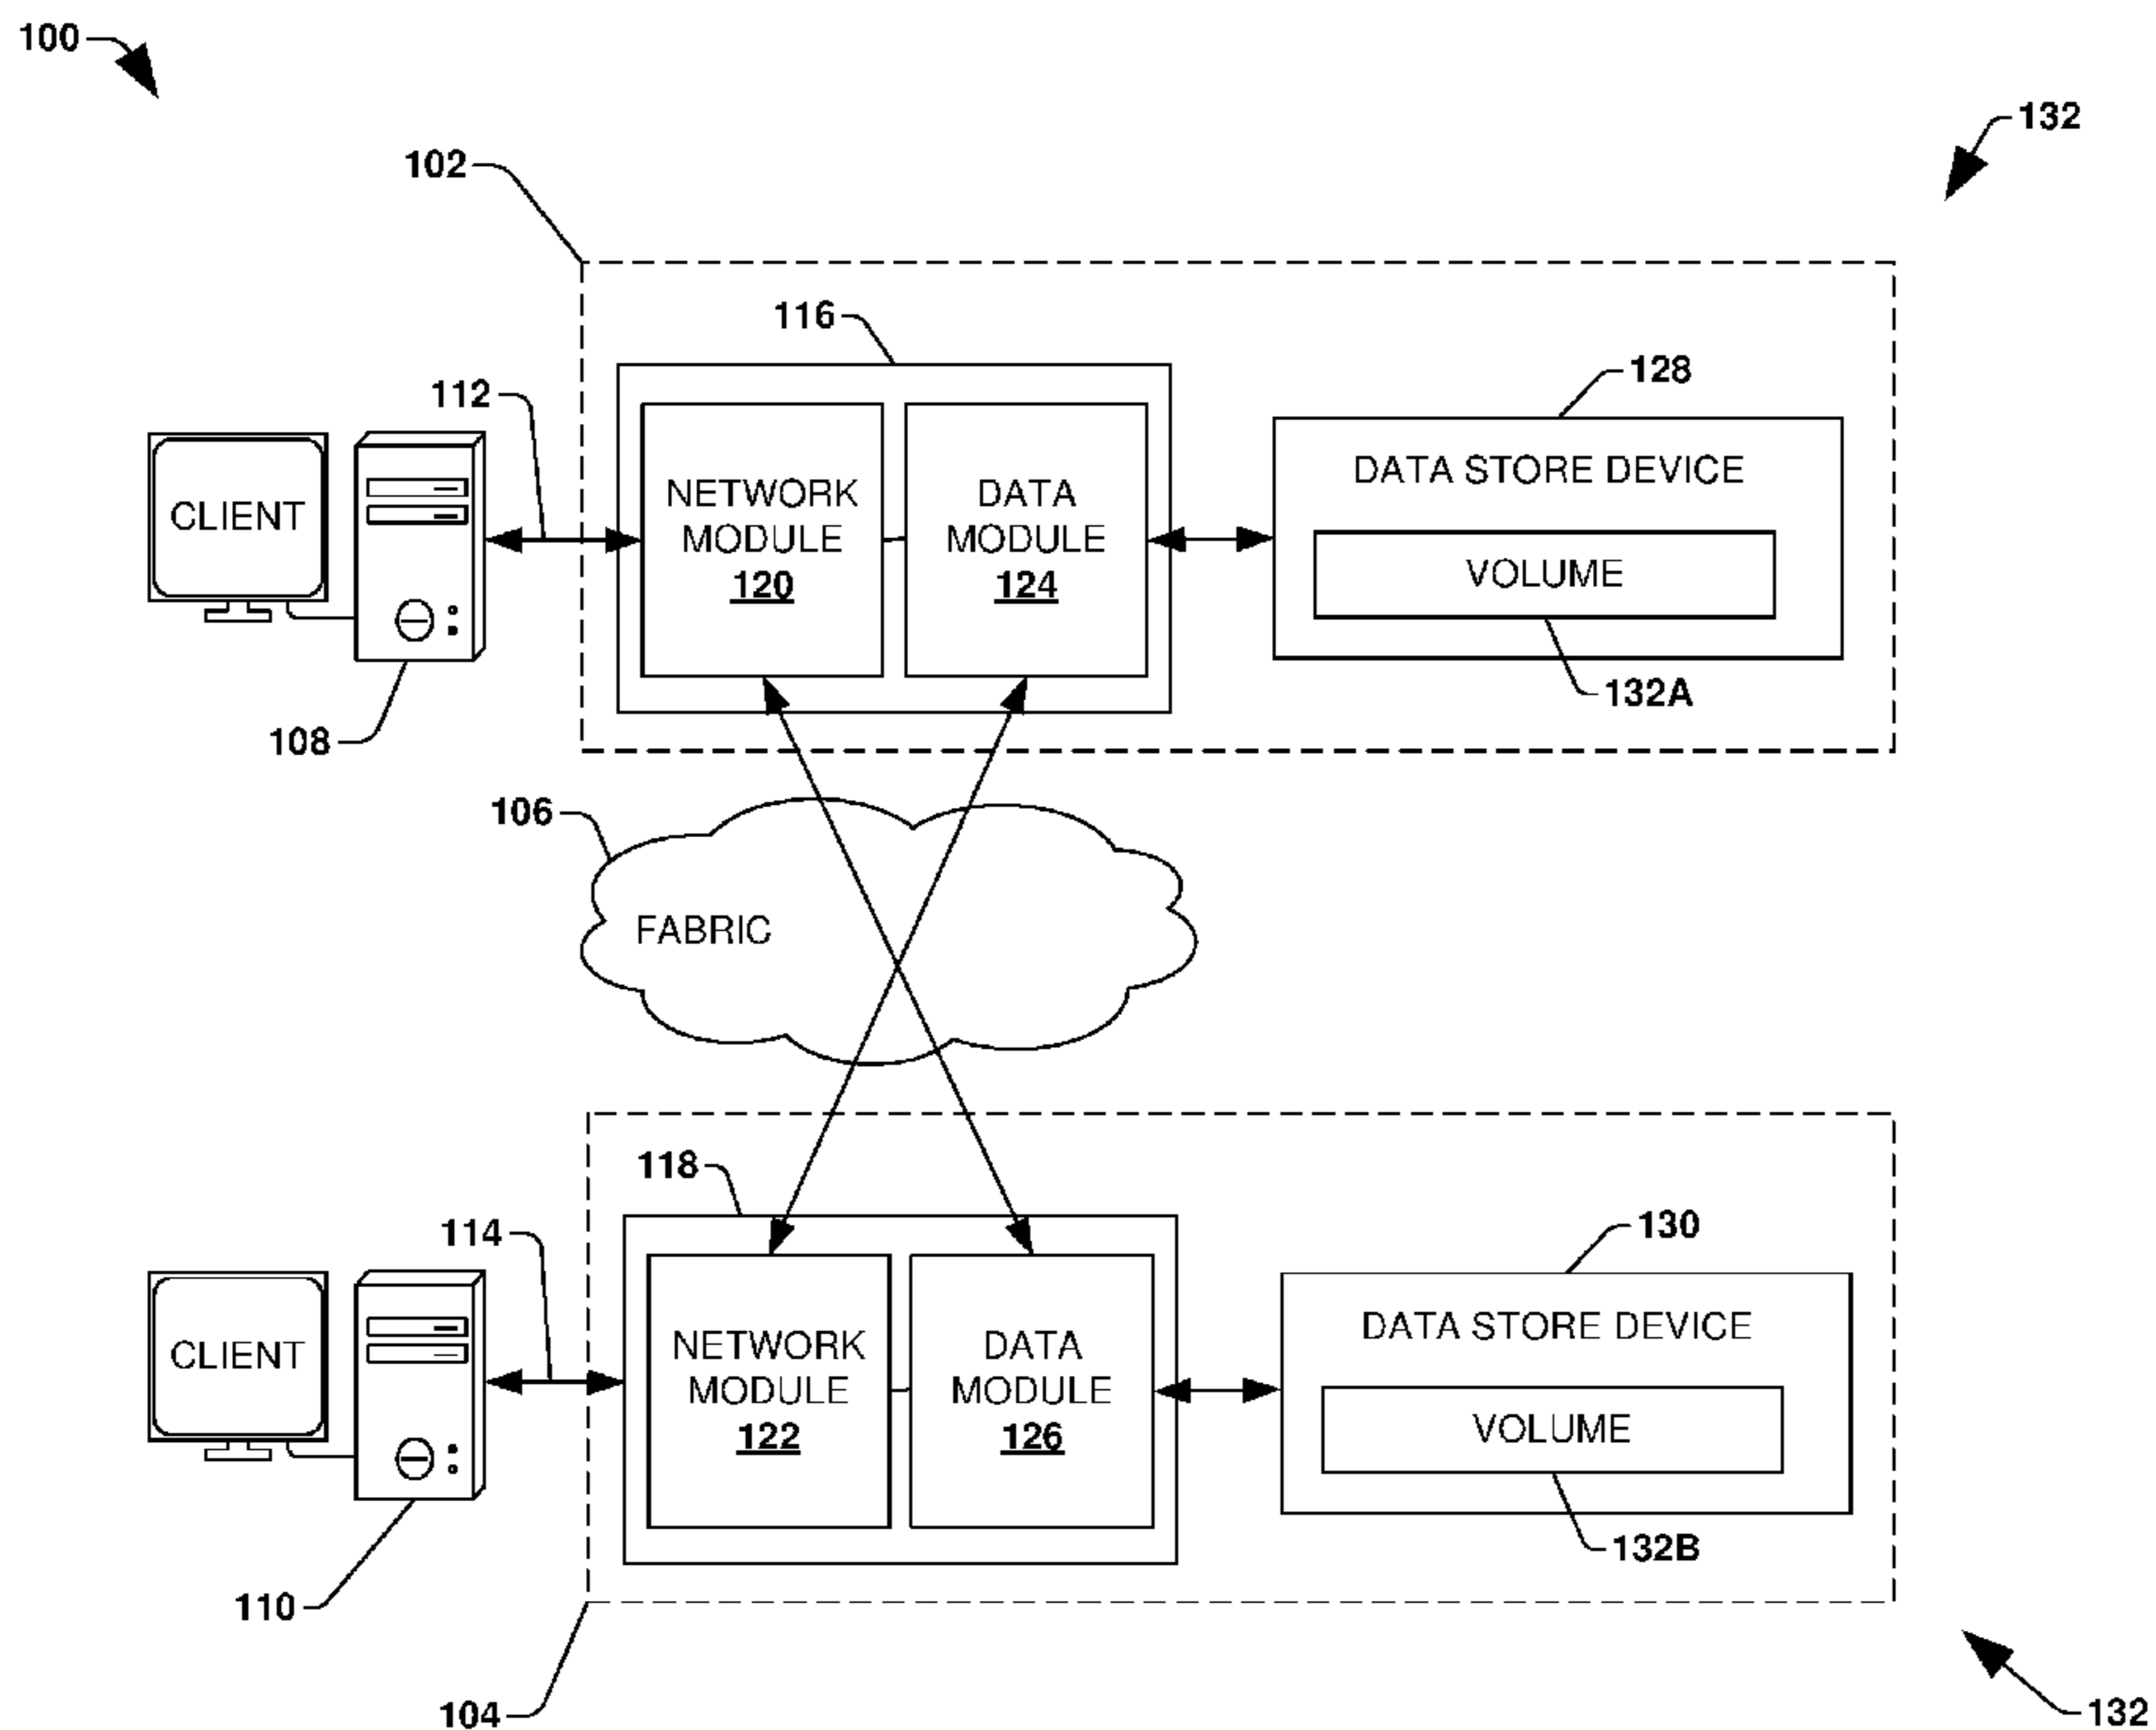 100
132
102
116
128
112
CLIENT
NETWORK
MODULE
120
DATA
MODULE
124
DATA STORE DEVICE
VOLUME
132A
108
106
FABRIC
118
130
114
CLIENT
NETWORK
MODULE
122
DATA
MODULE
126
DATA STORE DEVICE
VOLUME
132B
110
104
132